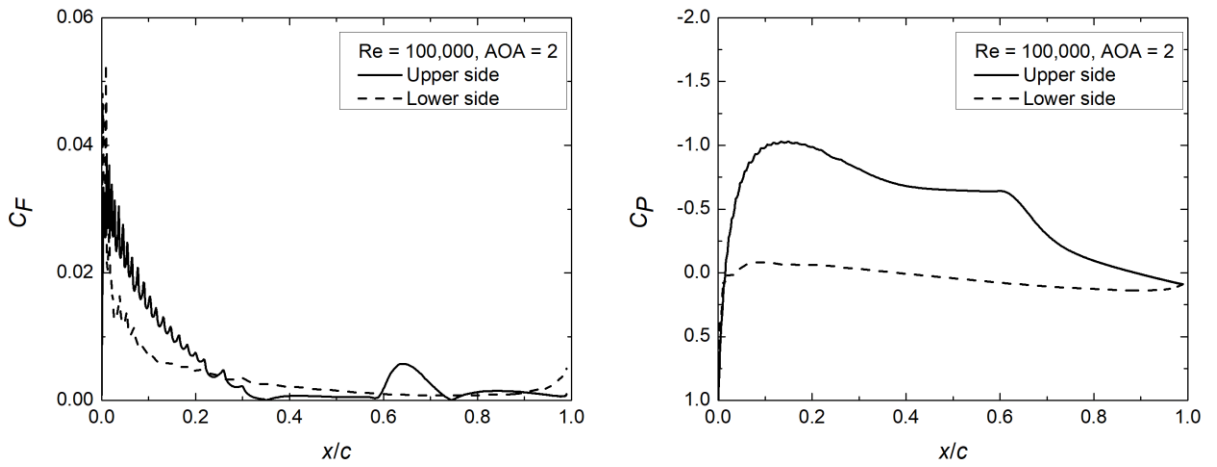 0.06
0.04
0.02
0.00
CF
Re = 100,000, AOA = 2
Upper side
Lower side
0.0 0.2 0.4 0.6 0.8 1.0
x/c
-2.0
-1.5
-1.0
-0.5
0.0
0.5
1.0
CP
Re = 100,000, AOA = 2
Upper side
Lower side
0.0 0.2 0.4 0.6 0.8 1.0
x/c